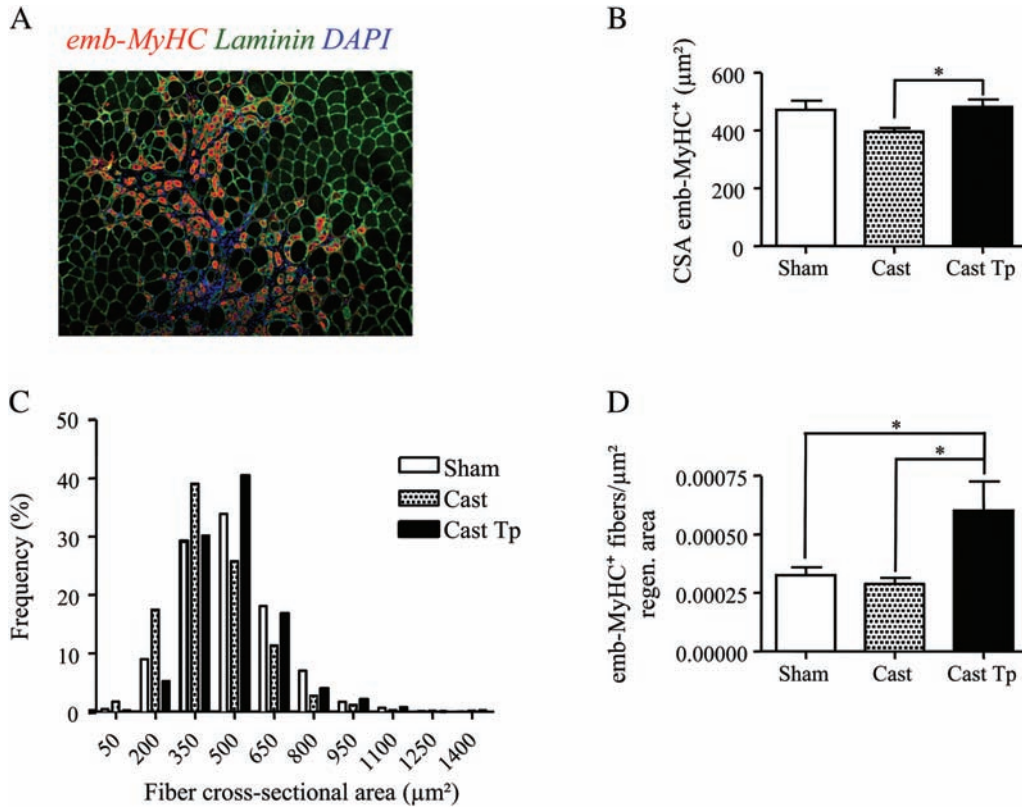 A
emb-MyHC Laminin DAPI
B
CSA emb-MyHC⁺ (µm²)
600
400
200
0
*
Sham
Cast
Cast Tp
C
Frequency (%)
50
40
30
20
10
0
Sham
Cast
Cast Tp
50
200
350
500
650
800
950
1100
1250
1400
Fiber cross-sectional area (µm²)
D
emb-MyHC⁺ fibers/µm²
regen. area
0.00075
0.00050
0.00025
0.00000
*
*
Sham
Cast
Cast Tp